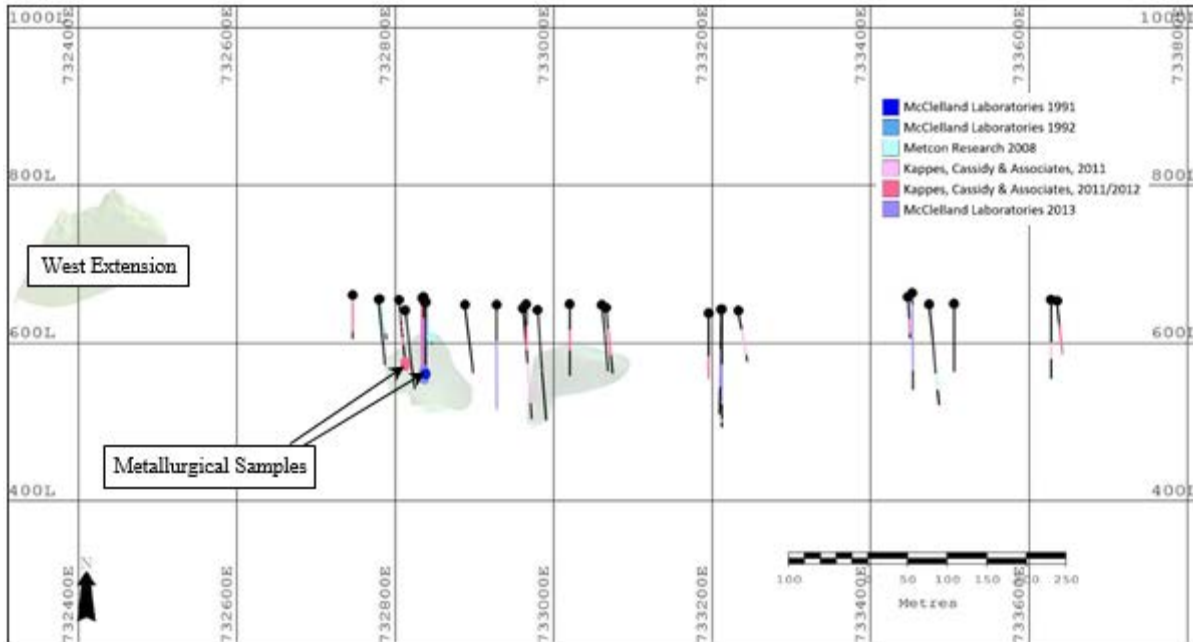 1000L
1000L
732400E
732600E
732800E
733000E
733200E
733400E
733600E
733800E
McClelland Laboratories 1991
McClelland Laboratories 1992
Metcon Research 2008
Kappes, Cassidy & Associates, 2011
Kappes, Cassidy & Associates, 2011/2012
McClelland Laboratories 2013
800L
800L
West Extension
600L
600L
Metallurgical Samples
400L
400L
N
732400E
732600E
732800E
733000E
733200E
733400E
733600E
100
0
50
100
150
200
250
Metres